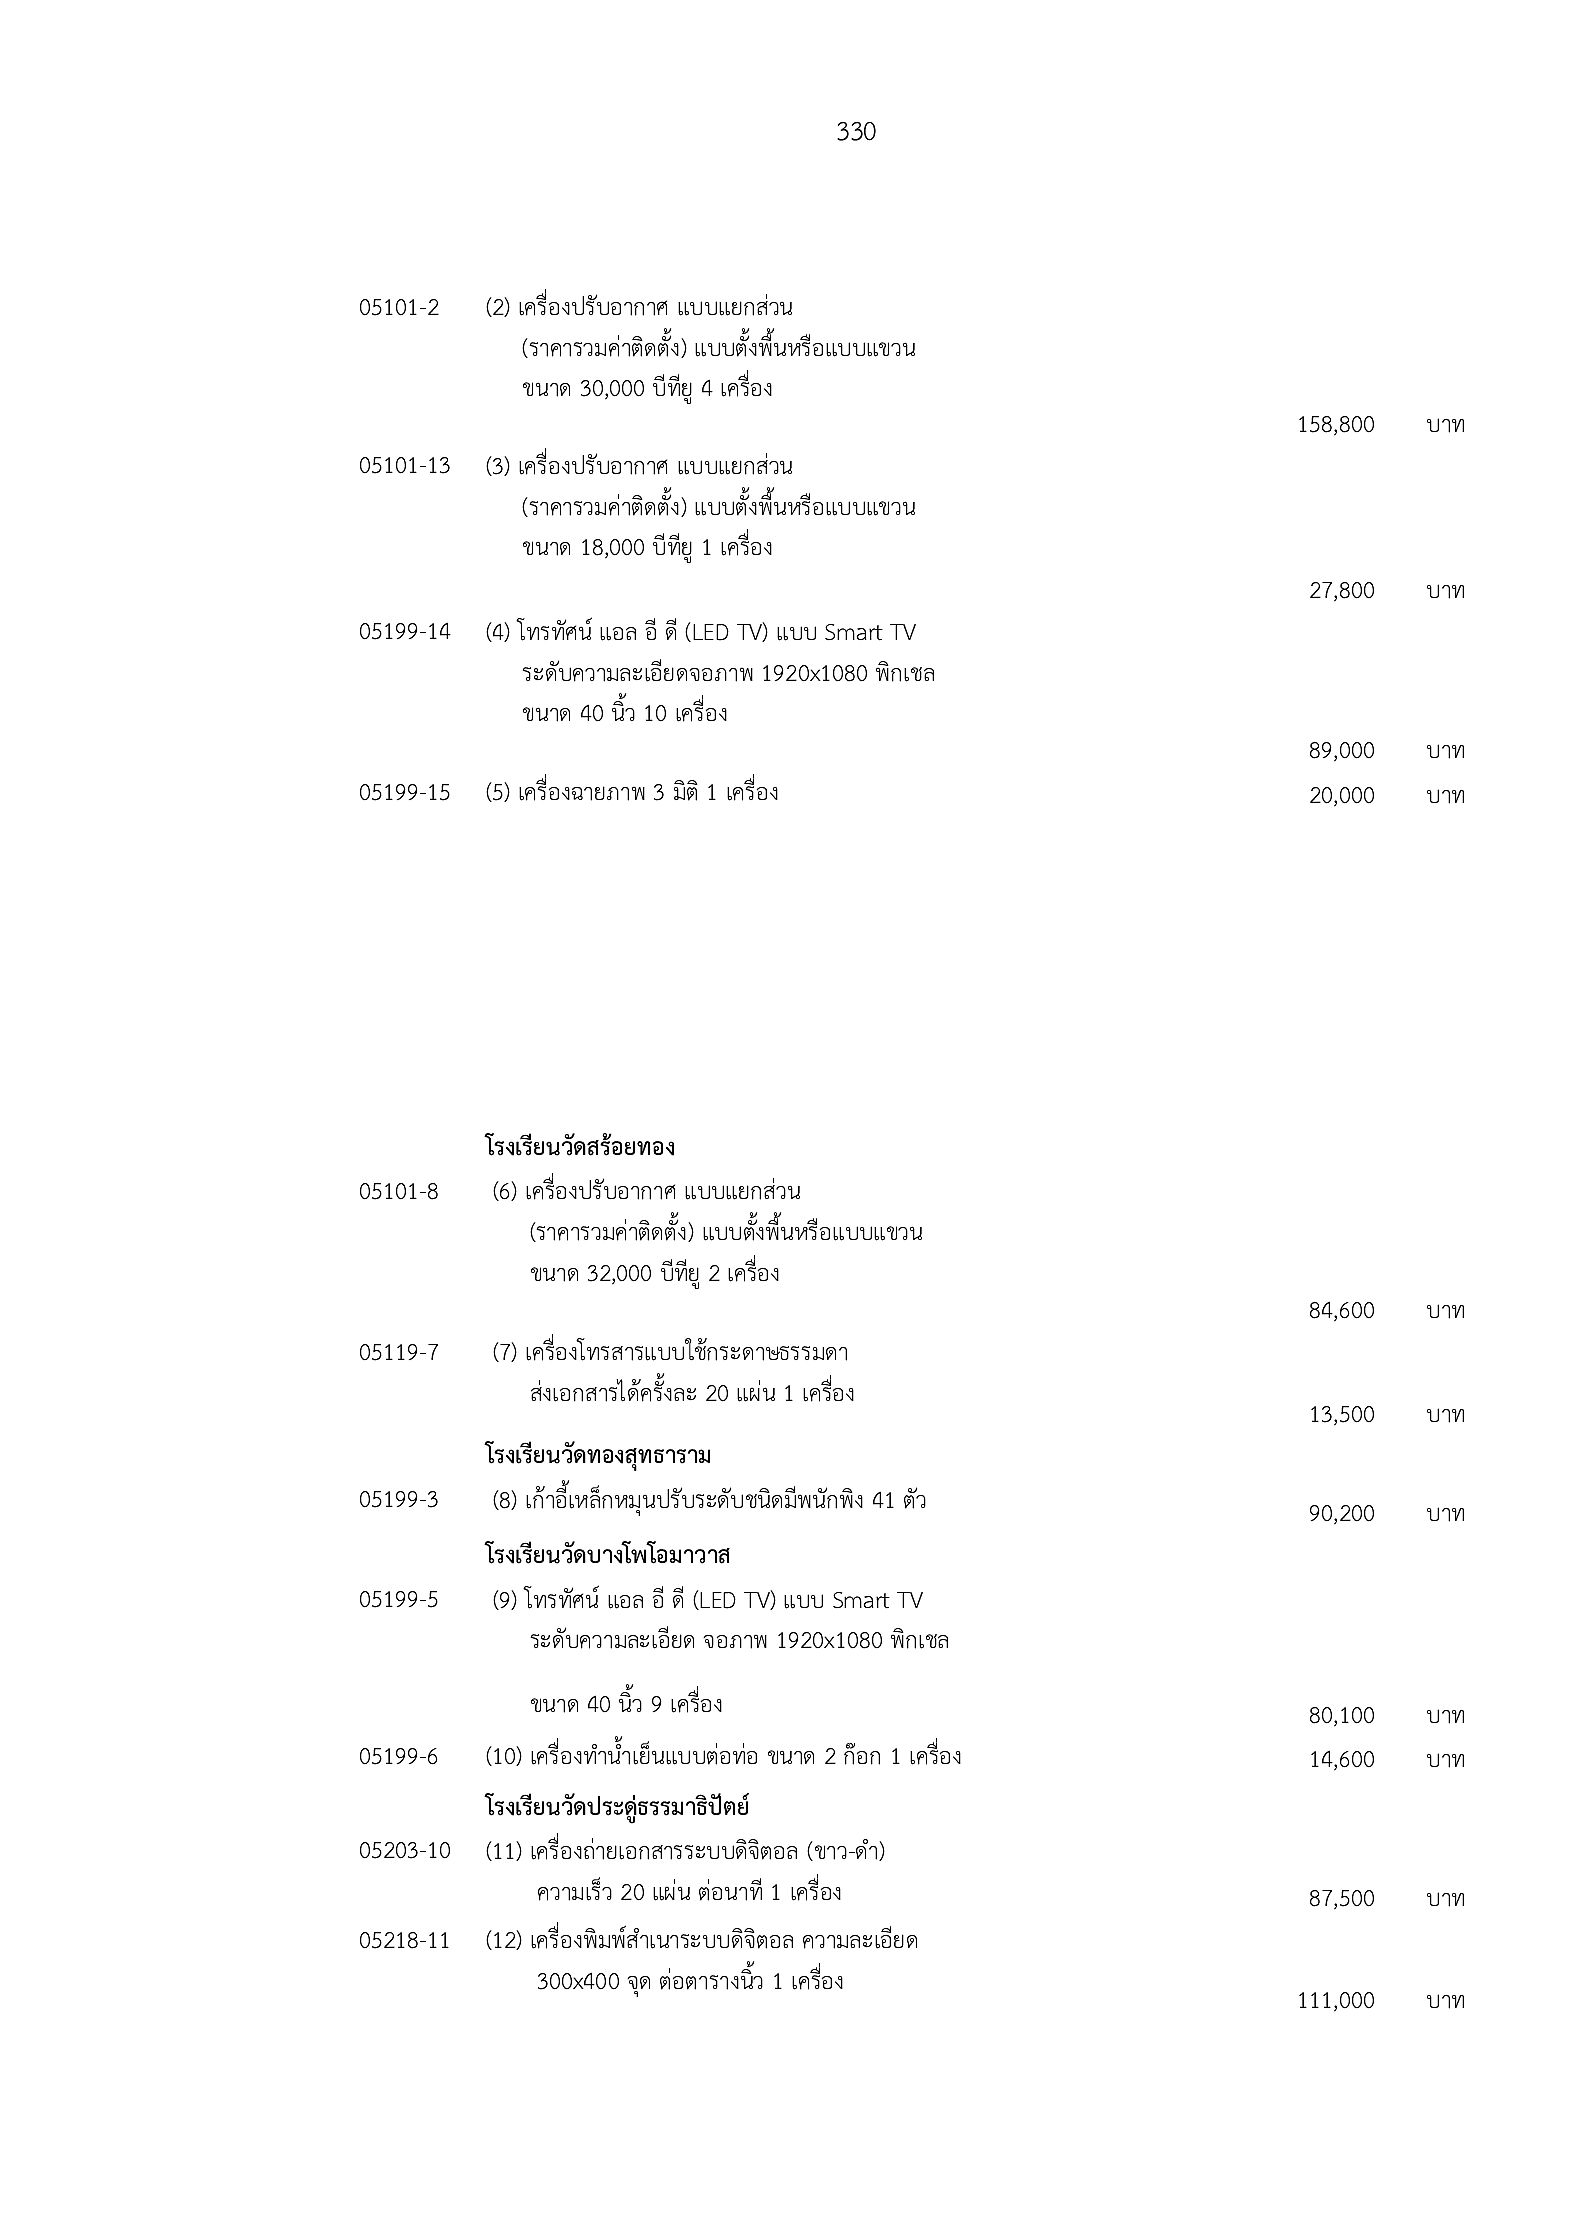 330
05101-2 (2) เครื่องปรับอากาศ แบบแยกส่วน
(ราคารวมค่าติดตั้ง) แบบตั้งพื้นหรือแบบแขวน
ขนาด 30,000 บีทียู 4 เครื่อง
158,800 บาท
05101-13 (3) เครื่องปรับอากาศ แบบแยกส่วน
(ราคารวมค่าติดตั้ง) แบบตั้งพื้นหรือแบบแขวน
ขนาด 18,000 บีทียู 1 เครื่อง
27,800 บาท
05199-14 (4) โทรทัศน์ แอล อี ดี (LED TV) แบบ Smart TV
ระดับความละเอียดจอภาพ 1920x1080 พิกเซล
ขนาด 40 นิ้ว 10 เครื่อง
89,000 บาท
05199-15 (5) เครื่องฉายภาพ 3 มิติ 1 เครื่อง 20,000 บาท
โรงเรียนวัดสร้อยทอง
05101-8 (6) เครื่องปรับอากาศ แบบแยกส่วน
(ราคารวมค่าติดตั้ง) แบบตั้งพื้นหรือแบบแขวน
ขนาด 32,000 บีทียู 2 เครื่อง
84,600 บาท
05119-7 (7) เครื่องโทรสารแบบใช้กระดาษธรรมดา
ส่งเอกสารได้ครั้งละ 20 แผ่น 1 เครื่อง
13,500 บาท
โรงเรียนวัดทองสุทธาราม
05199-3 (8) เก้าอี้เหล็กหมุนปรับระดับชนิดมีพนักพิง 41 ตัว 90,200 บาท
โรงเรียนวัดบางโพโอมาวาส
05199-5 (9) โทรทัศน์ แอล อี ดี (LED TV) แบบ Smart TV
ระดับความละเอียด จอภาพ 1920x1080 พิกเซล
ขนาด 40 นิ้ว 9 เครื่อง 80,100 บาท
05199-6 (10) เครื่องทำน้ำเย็นแบบต่อท่อ ขนาด 2 ก๊อก 1 เครื่อง 14,600 บาท
โรงเรียนวัดประดู่ธรรมาธิปัตย์
05203-10 (11) เครื่องถ่ายเอกสารระบบดิจิตอล (ขาว-ดำ)
ความเร็ว 20 แผ่น ต่อนาที 1 เครื่อง 87,500 บาท
05218-11 (12) เครื่องพิมพ์สำเนาระบบดิจิตอล ความละเอียด
300x400 จุด ต่อตารางนิ้ว 1 เครื่อง
111,000 บาท